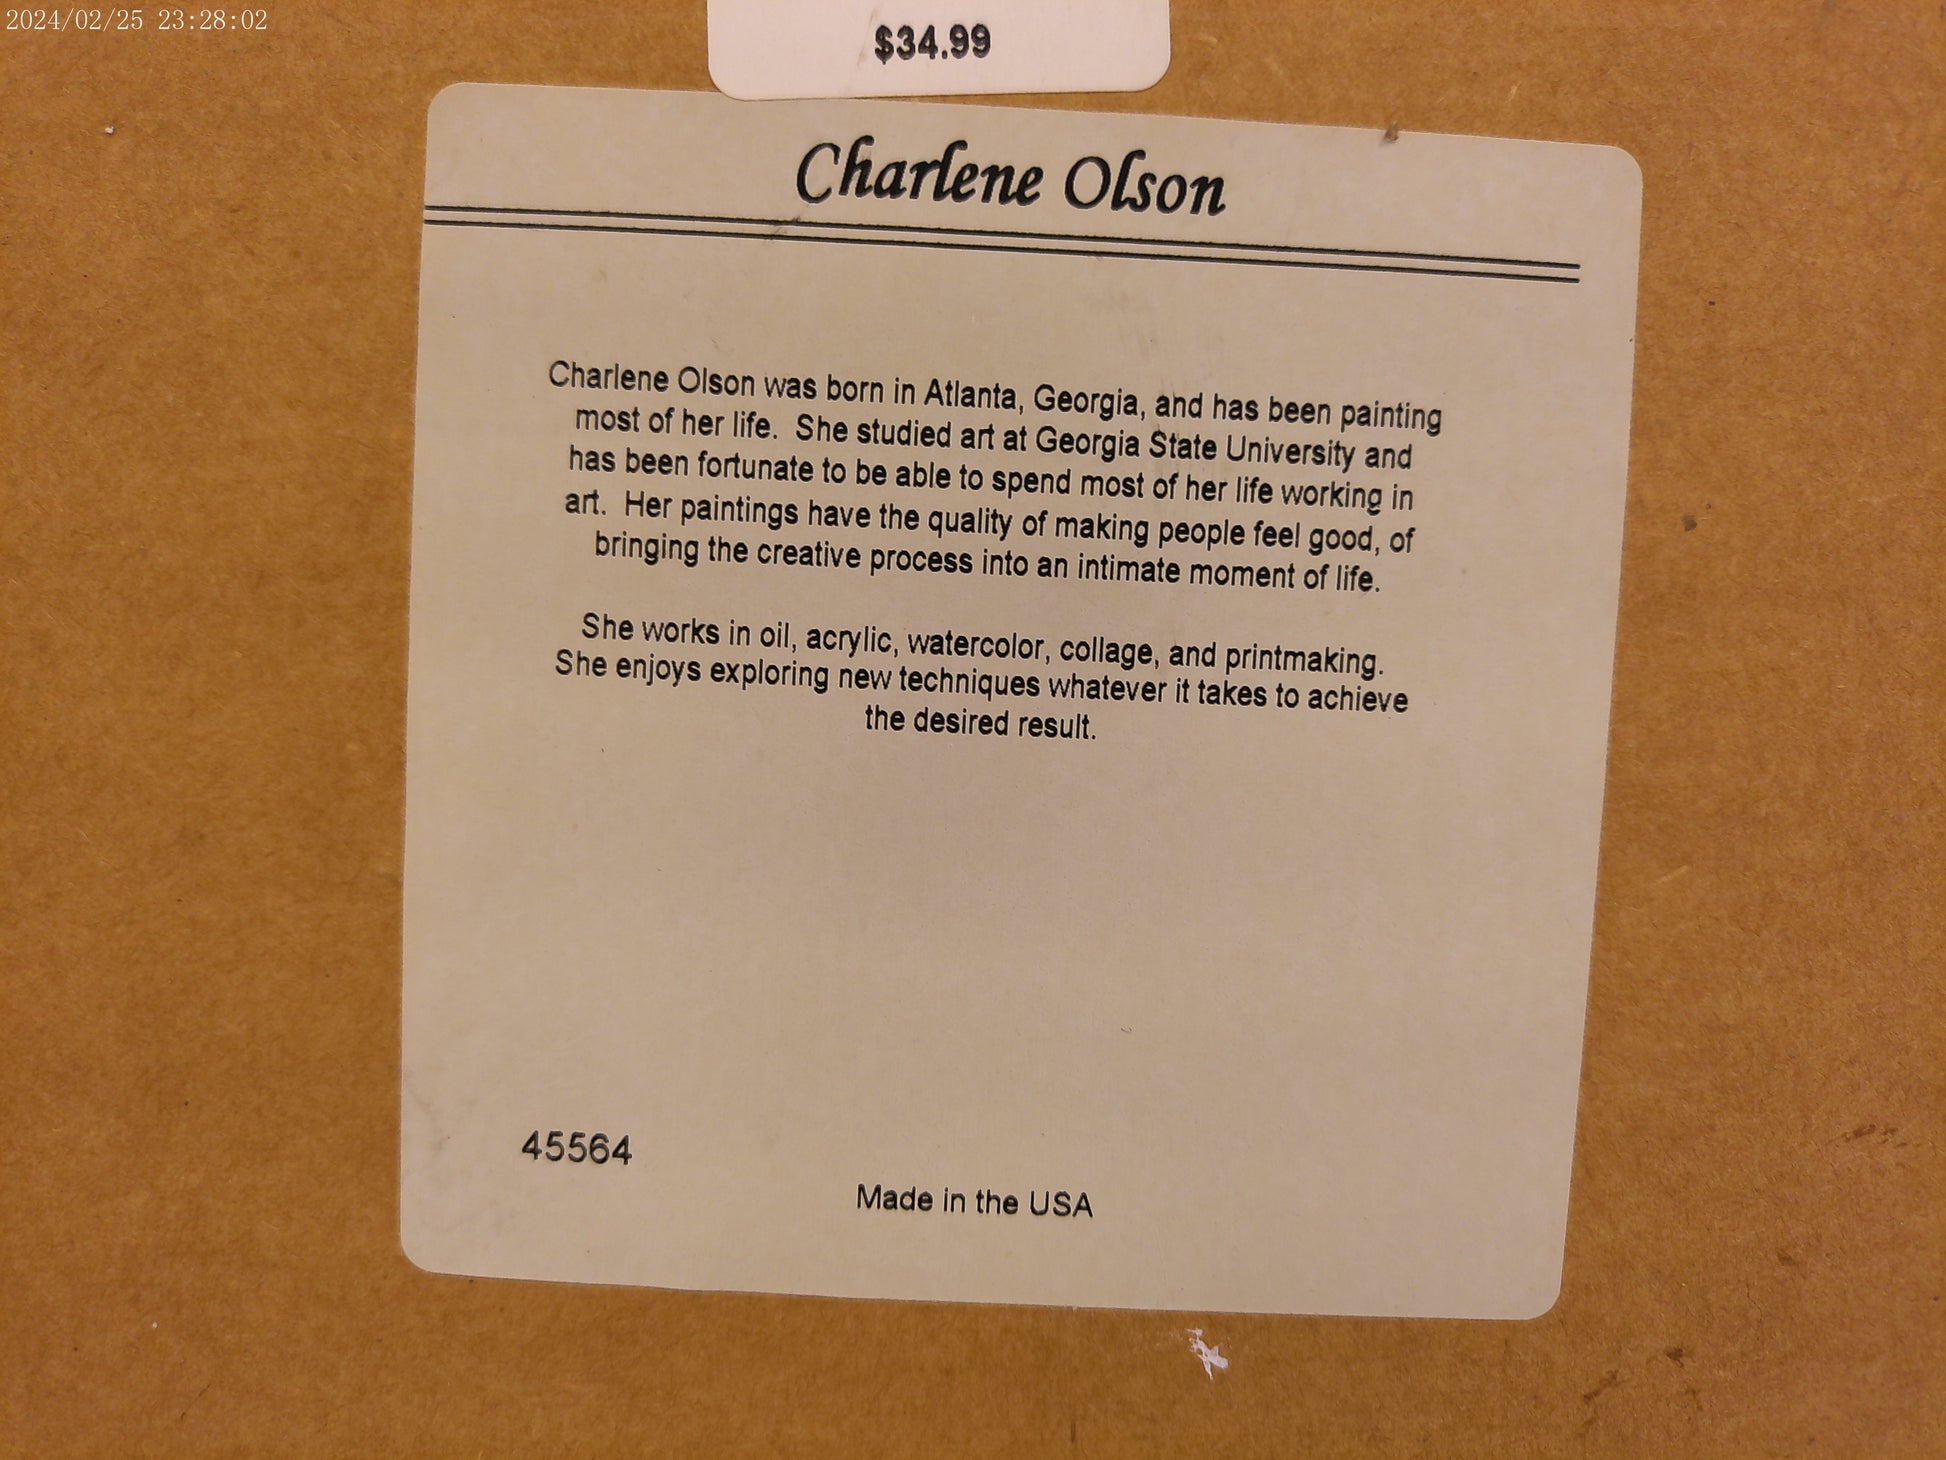 2024/02/25 23:28:02
$34.99
Charlene Olson
Charlene Olson was born in Atlanta, Georgia, and has been painting
most of her life.  She studied art at Georgia State University and
has been fortunate to be able to spend most of her life working in
art.  Her paintings have the quality of making people feel good, of
bringing the creative process into an intimate moment of life.
She works in oil, acrylic, watercolor, collage, and printmaking.
She enjoys exploring new techniques whatever it takes to achieve
the desired result.
45564
Made in the USA